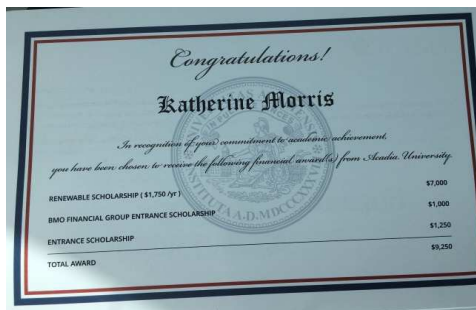 Congratulations!
Katherine Morris
In recognition of your commitment to academic achievement,
you have been chosen to receive the following financial award(s) from Acadia University.
RENEWABLE SCHOLARSHIP ( $1,750 /yr ) $7,000
BMO FINANCIAL GROUP ENTRANCE SCHOLARSHIP $1,000
ENTRANCE SCHOLARSHIP $1,250
TOTAL AWARD $9,250